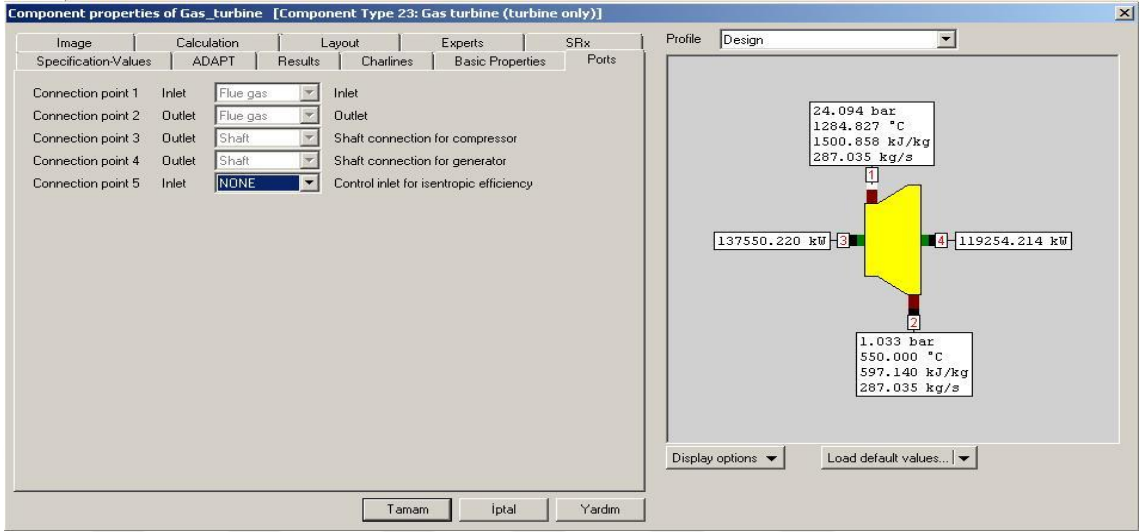 Component properties of Gas_turbine [Component Type 23: Gas turbine (turbine only)]
Image Calculation Layout Experts SRx
Specification-Values ADAPT Results Charlines Basic Properties Ports
Connection point 1 Inlet Flue gas Inlet
Connection point 2 Outlet Flue gas Outlet
Connection point 3 Outlet Shaft Shaft connection for compressor
Connection point 4 Outlet Shaft Shaft connection for generator
Connection point 5 Inlet NONE Control inlet for isentropic efficiency
Tamam İptal Yardım
Profile Design
24.094 bar
1284.827 °C
1500.858 kJ/kg
287.035 kg/s
1
137550.220 kW 3 4 119254.214 kW
2
1.033 bar
550.000 °C
597.140 kJ/kg
287.035 kg/s
Display options Load default values...